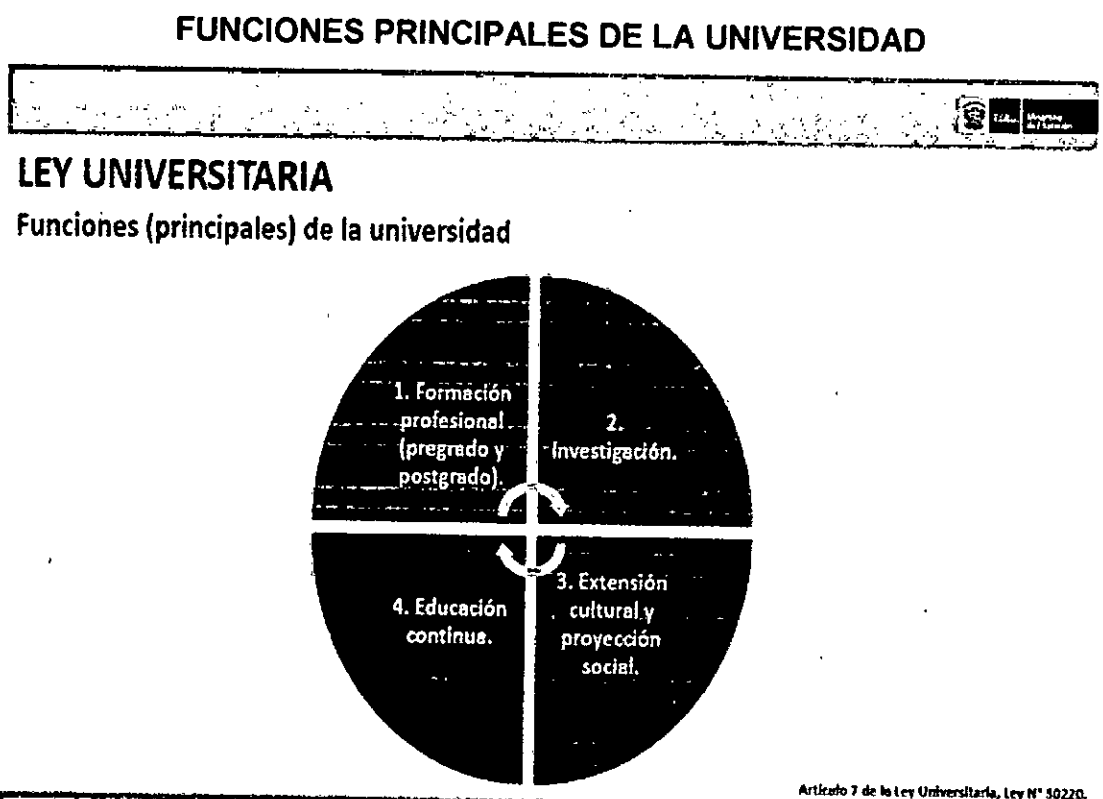 FUNCIONES PRINCIPALES DE LA UNIVERSIDAD
LEY UNIVERSITARIA
Funciones (principales) de la universidad
1. Formación
profesional
(pregrado y
postgrado).
2.
Investigación.
3. Extensión
cultural y
proyección
social.
4. Educación
continua.
Artículo 7 de la Ley Universitaria, Ley N° 30220.